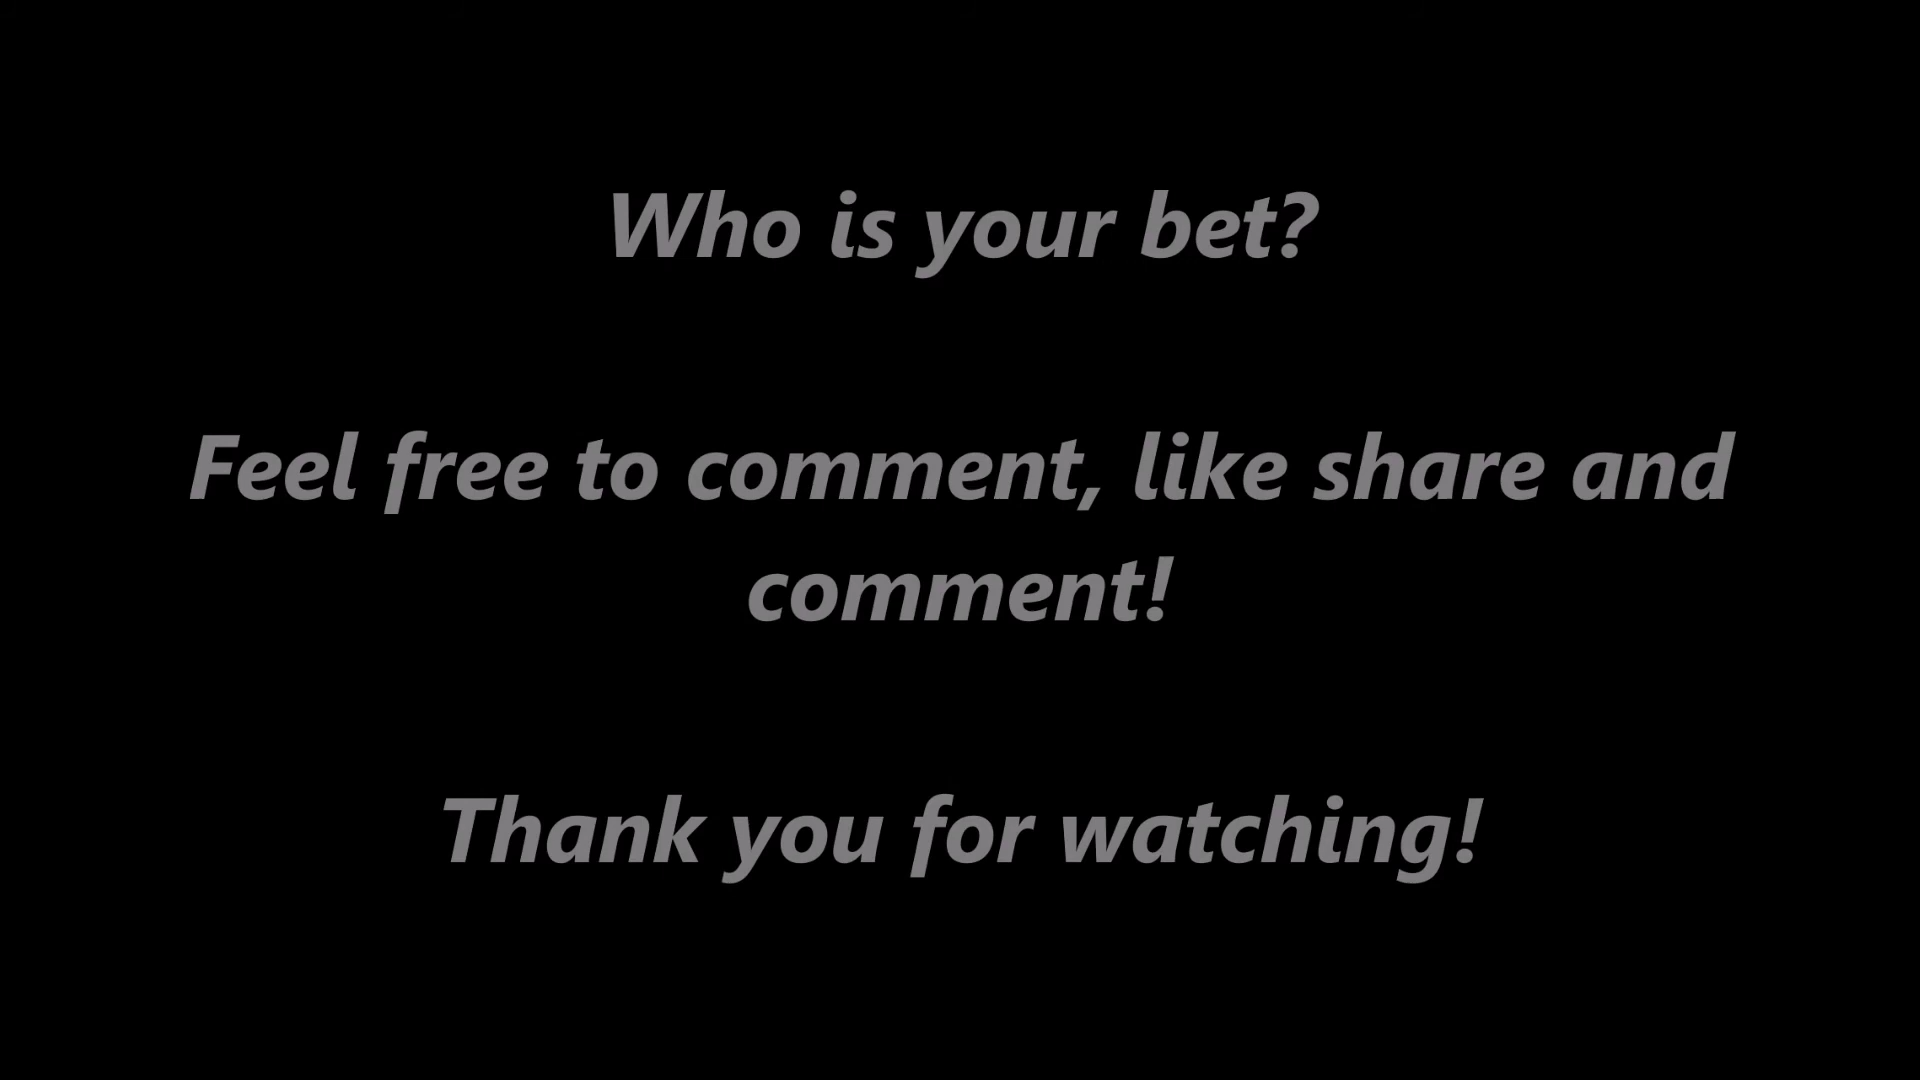 Who is your bet?
Feel free to comment, like share and
comment!
Thank you for watching!